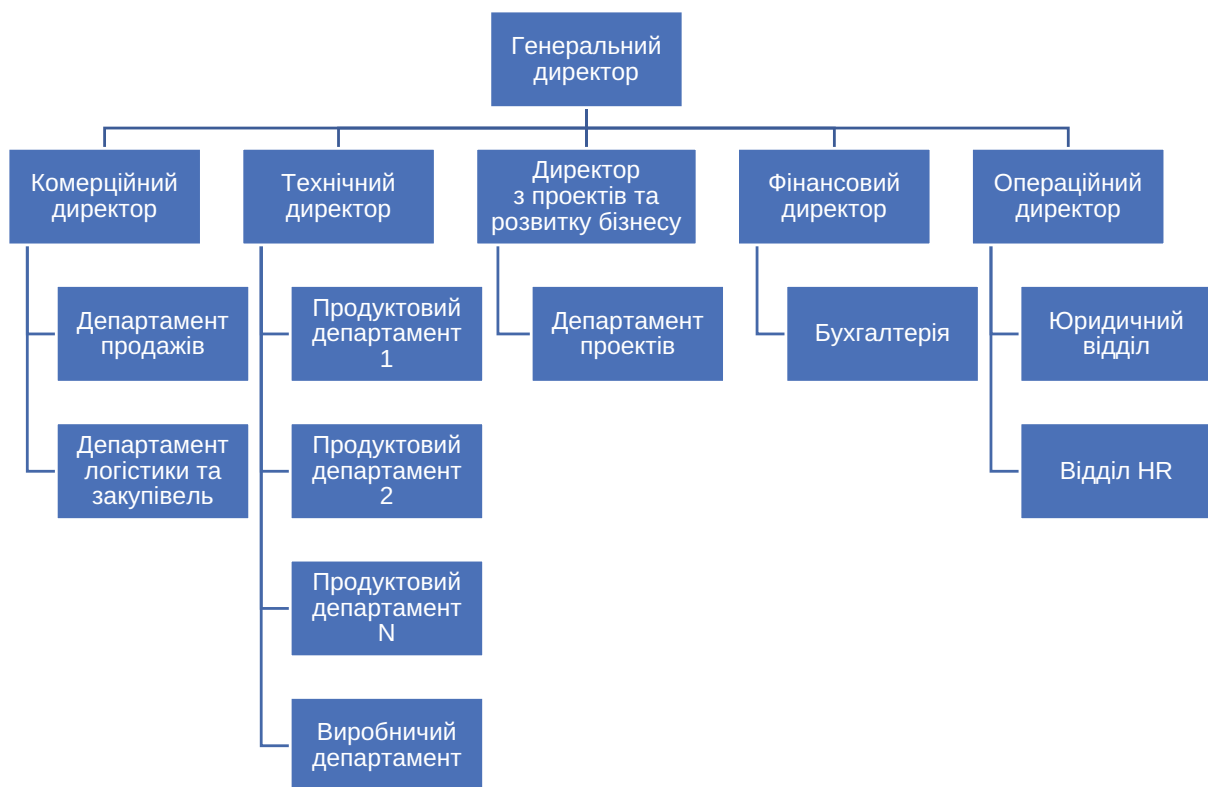 Генеральний
директор
Комерційний
директор
Технічний
директор
Директор
з проектів та
розвитку бізнесу
Фінансовий
директор
Операційний
директор
Департамент
продажів
Продуктовий
департамент
1
Департамент
проектів
Бухгалтерія
Юридичний
відділ
Департамент
логістики та
закупівель
Продуктовий
департамент
2
Відділ HR
Продуктовий
департамент
N
Виробничий
департамент